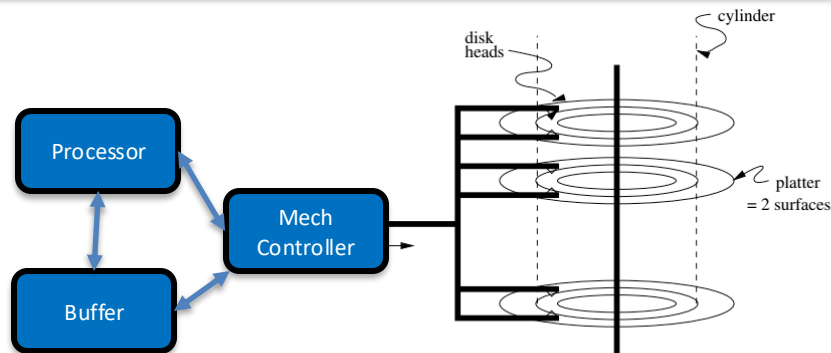 cylinder
disk
heads
Processor
platter
= 2 surfaces
Mech
Controller
Buffer